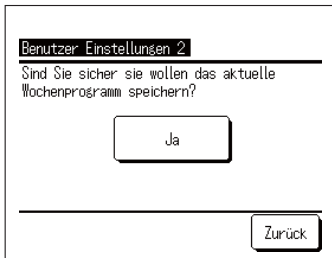 Benutzer Einstellungen 2
Sind Sie sicher sie wollen das aktuelle
Wochenprogramm speichern?
Ja
Zurück